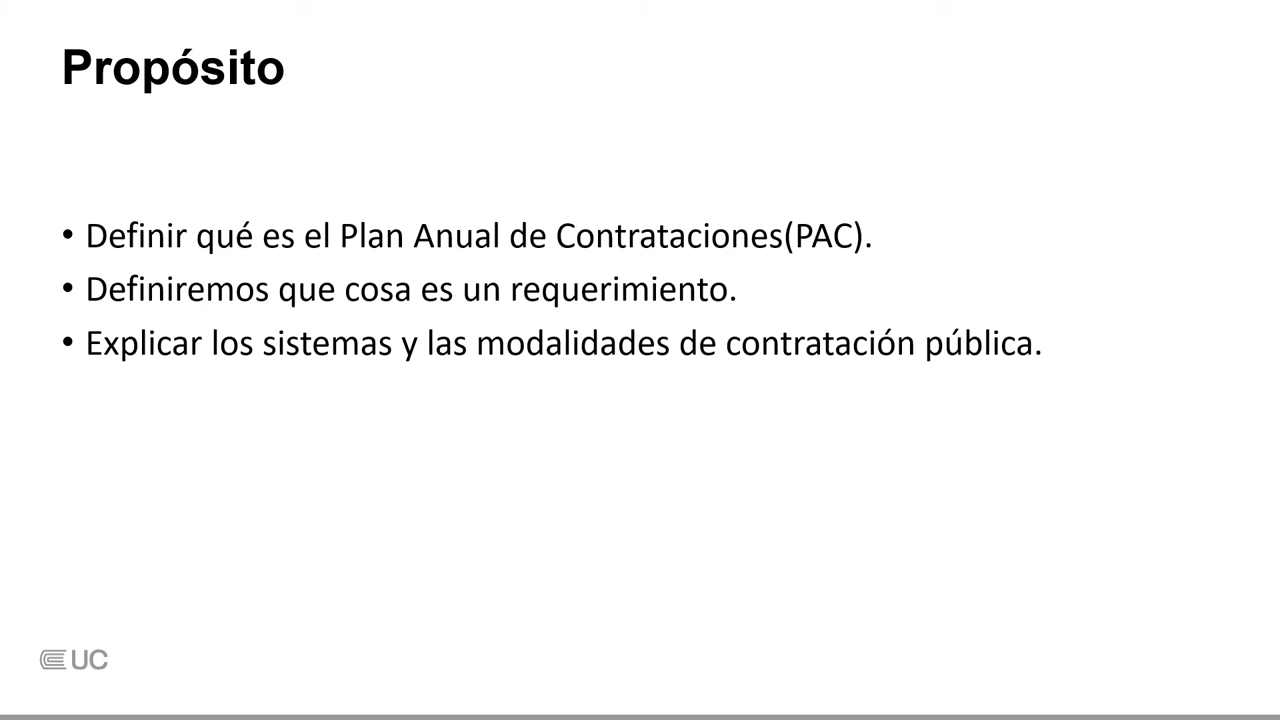 Propósito
• Definir qué es el Plan Anual de Contrataciones(PAC).
• Definiremos que cosa es un requerimiento.
• Explicar los sistemas y las modalidades de contratación pública.
UC